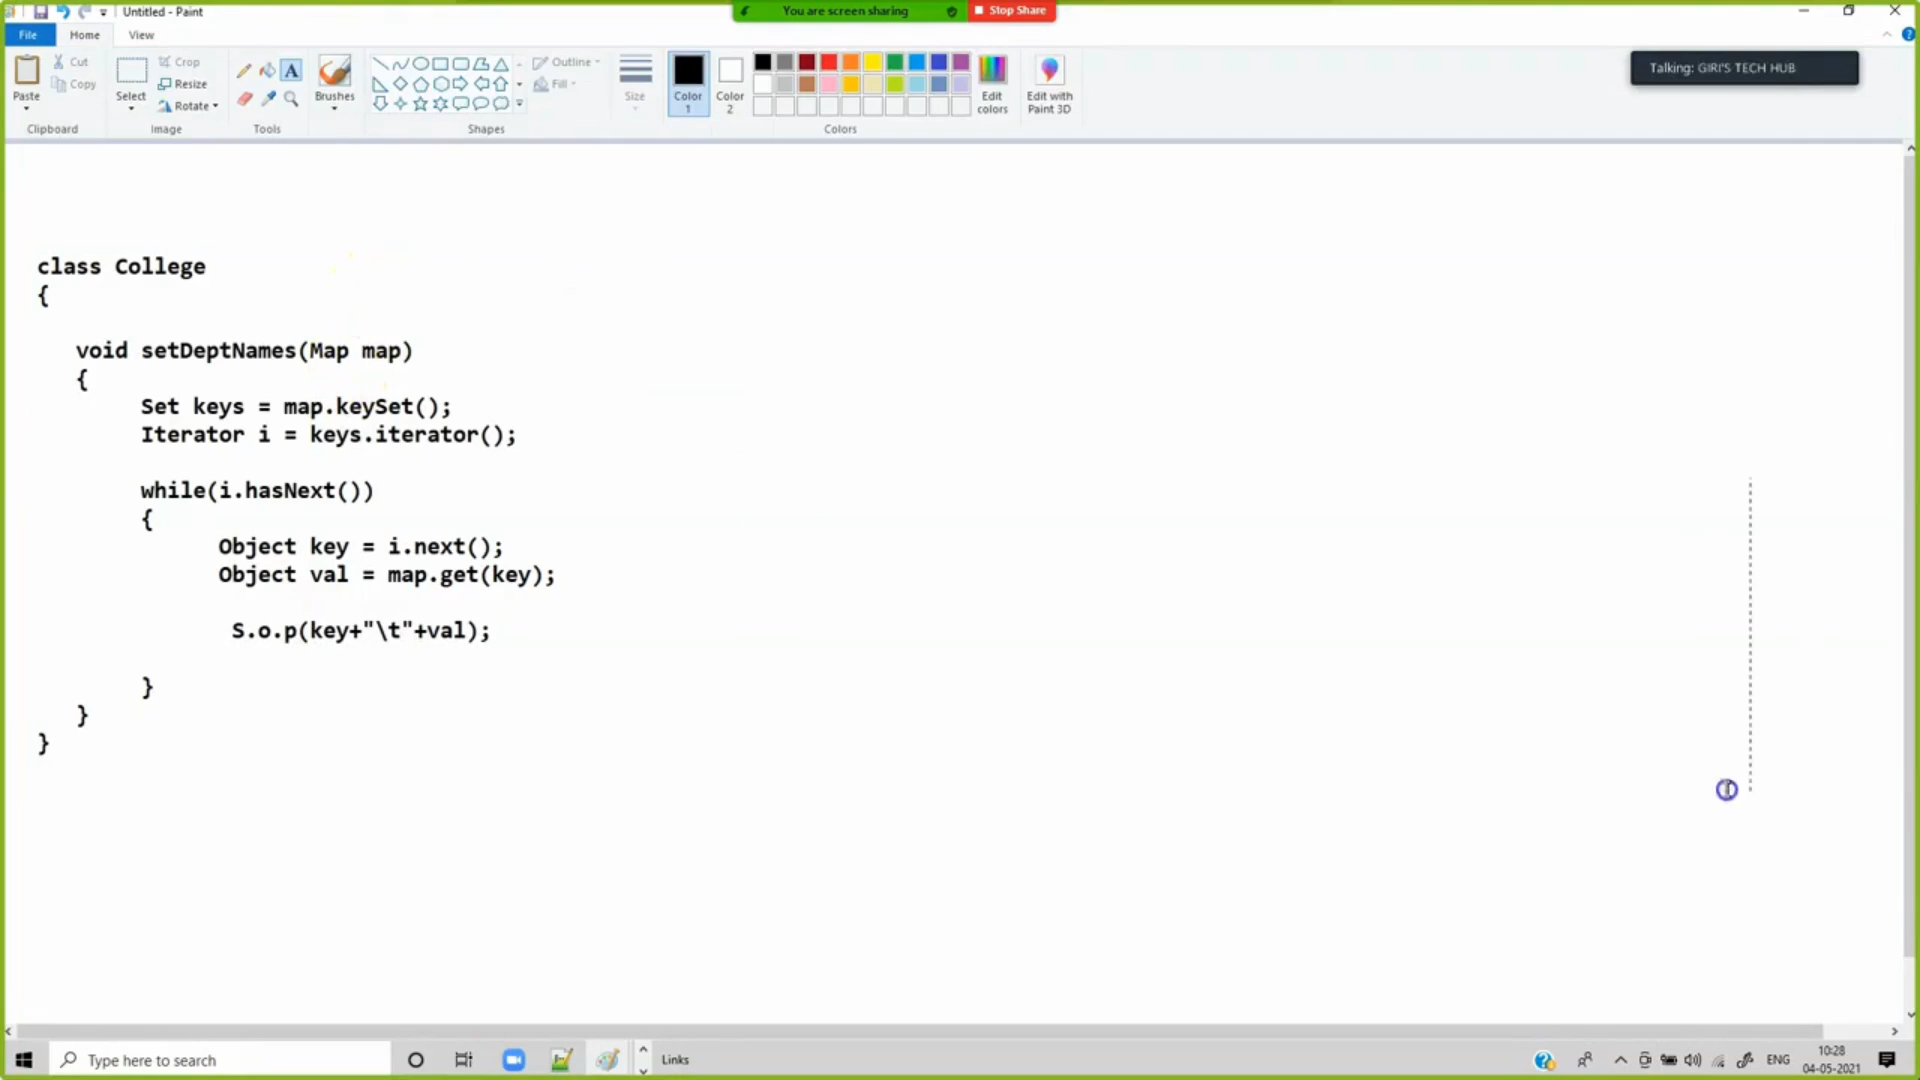 Untitled - Paint
You are screen sharing
Stop Share
File
Home
View
Talking: GIRI'S TECH HUB
Paste
Cut
Copy
Clipboard
Select
Crop
Resize
Rotate
Image
Tools
Brushes
Shapes
Outline
Fill
Size
Color 1
Color 2
Colors
Edit colors
Edit with Paint 3D
class College
{
void setDeptNames(Map map)
{
Set keys = map.keySet();
Iterator i = keys.iterator();
while(i.hasNext())
{
Object key = i.next();
Object val = map.get(key);
S.o.p(key+"\t"+val);
}
}
}
Type here to search
Links
ENG
10:28
04-05-2021